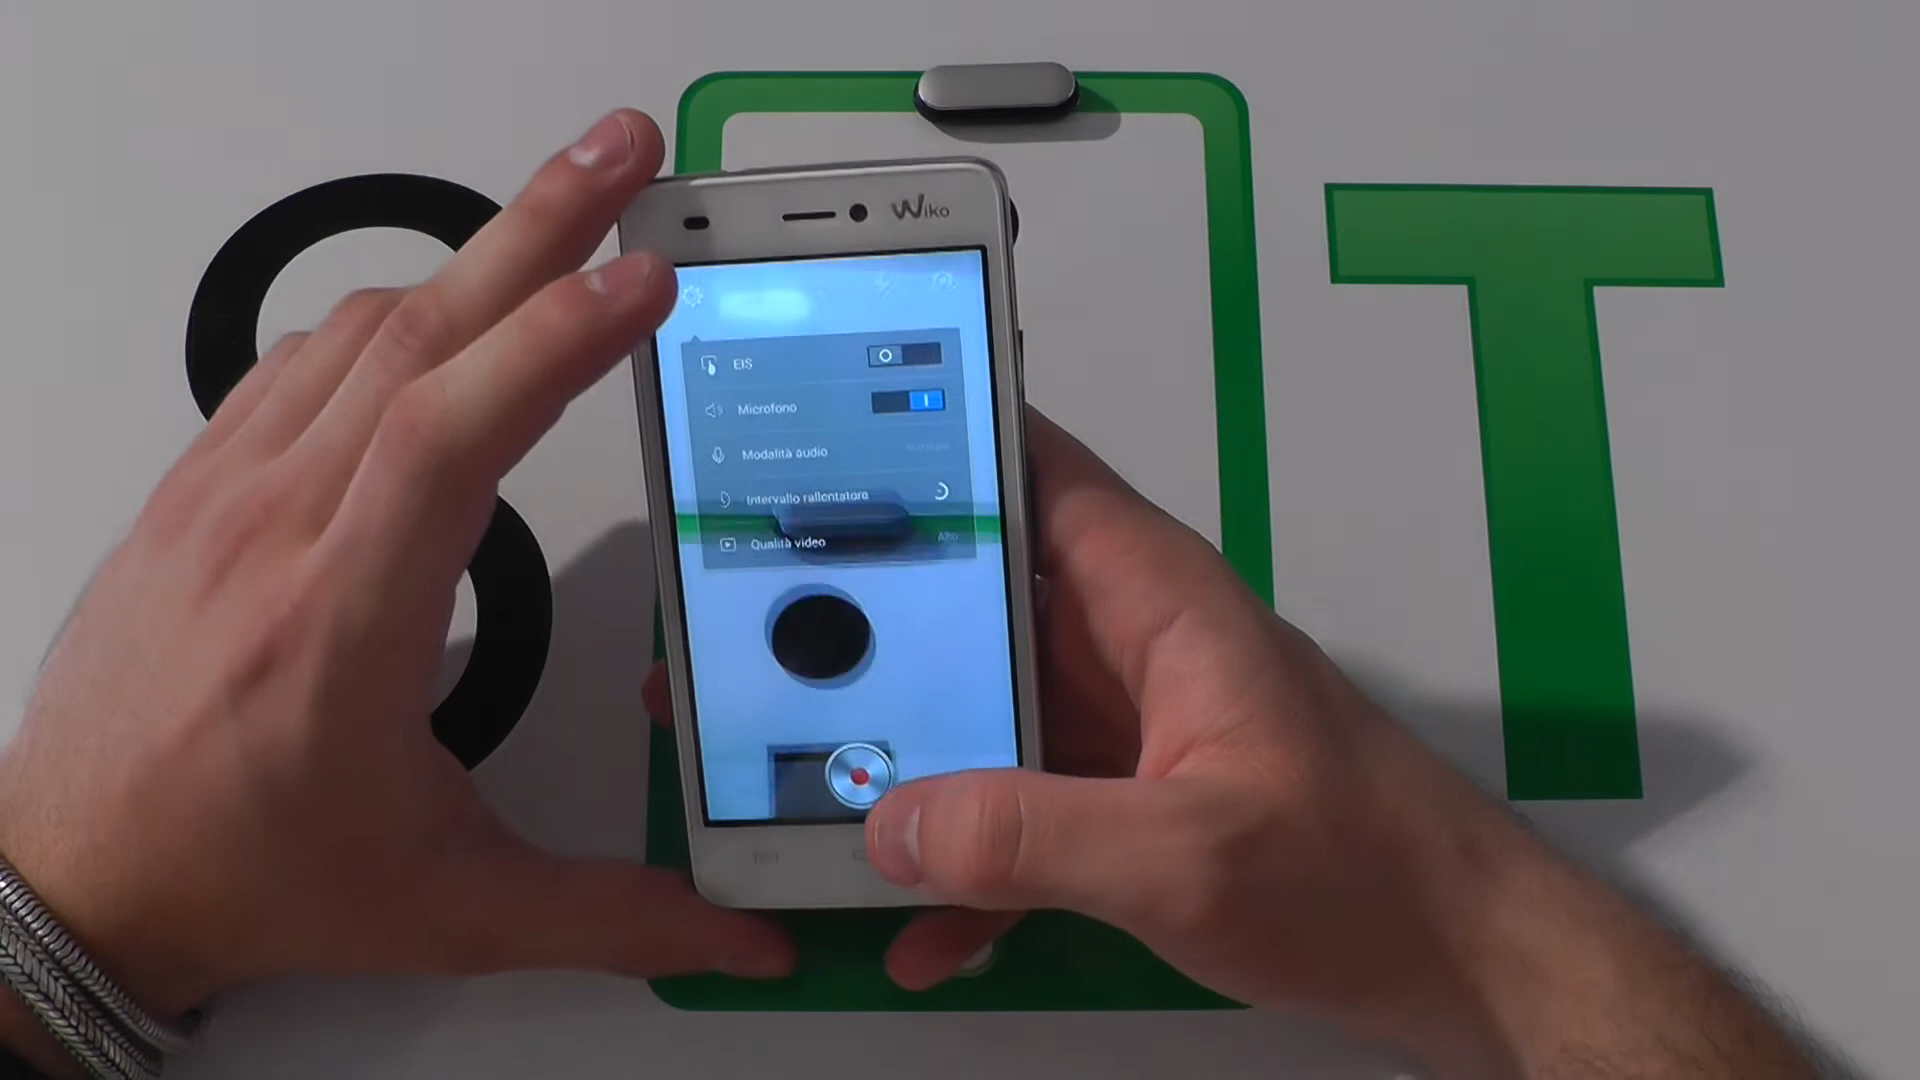 Wiko
EIS
Microfono
Modalità audio
Intervallo rallentatore
Qualità video
Alto
T